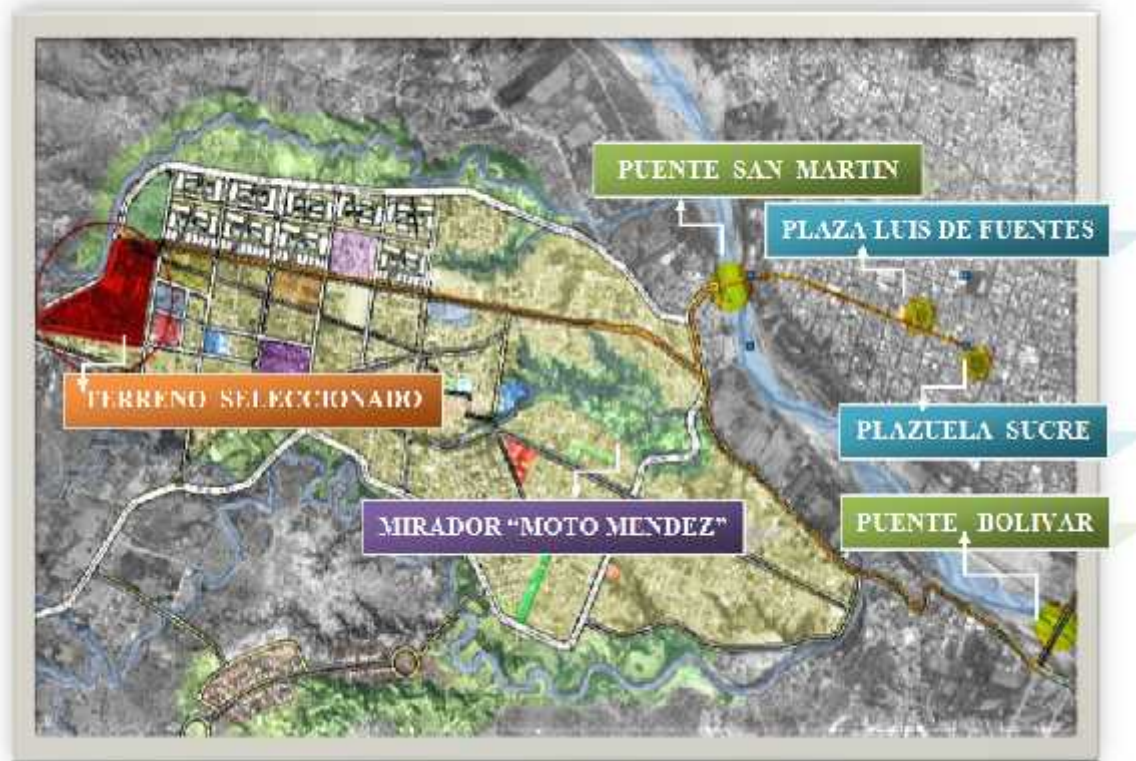 PUENTE SAN MARTIN
PLAZA LUIS DE FUENTES
TERRENO SELECCIONADO
PLAZUELA SUCRE
MIRADOR “MOTO MENDEZ”
PUENTE BOLIVAR